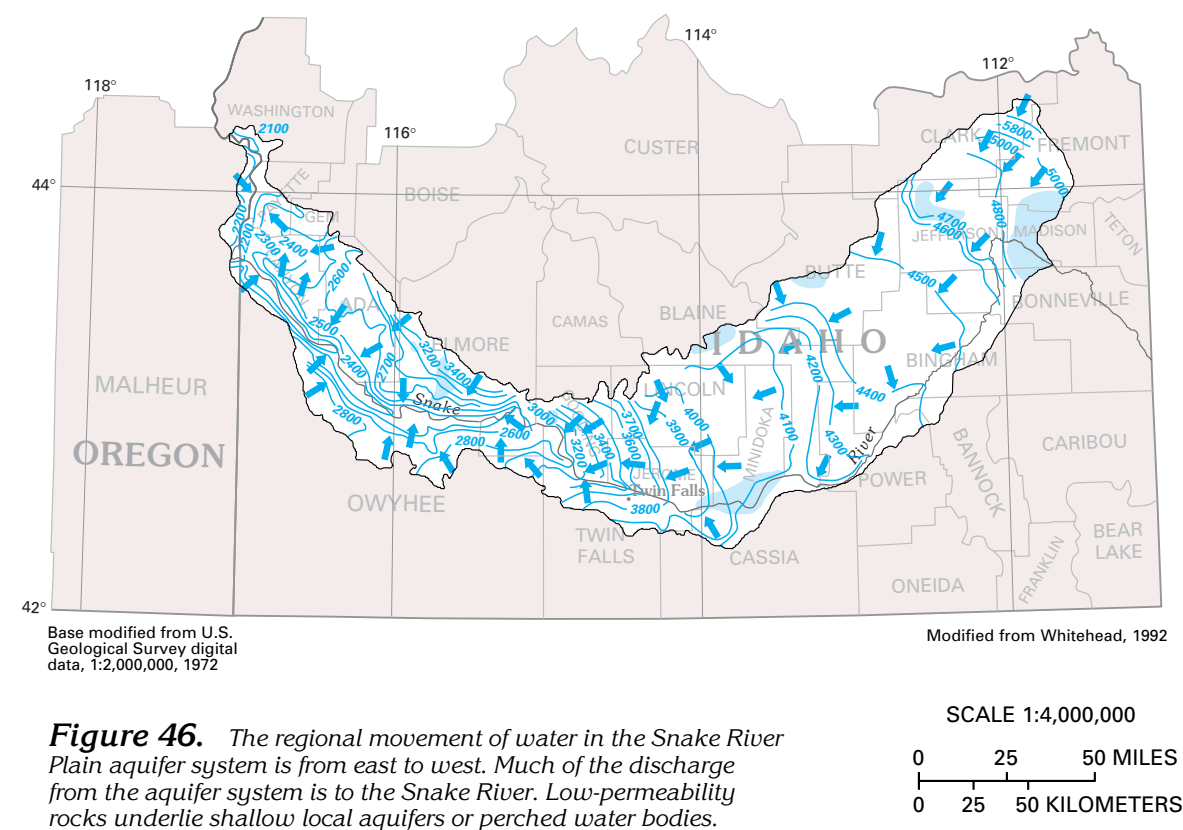 114°
112°
118°
WASHINGTON
2100
116°
CLARK
5800
5000
FREMONT
CUSTER
44°
PAYETTE
BOISE
5000
GEM
2200
2200
2300
2400
4800
4700
4600
JEFFERSON
MADISON
TETON
2600
ADA
BUTTE
4500
BONNEVILLE
BLAINE
CAMAS
IDAHO
2500
ELMORE
3200
3400
BINGHAM
2400
2700
4200
4400
MALHEUR
LINCOLN
Snake
3000
3700
4000
2800
3900
4100
4300
River
OREGON
2800
2600
3200
3600
MINIDOKA
BANNOCK
CARIBOU
JEROME
Twin Falls
POWER
OWYHEE
3800
TWIN
FALLS
CASSIA
BEAR
LAKE
FRANKLIN
ONEIDA
42°
Base modified from U.S.
Geological Survey digital
data, 1:2,000,000, 1972
Modified from Whitehead, 1992
SCALE 1:4,000,000
0 25 50 MILES
0 25 50 KILOMETERS
Figure 46. The regional movement of water in the Snake River
Plain aquifer system is from east to west. Much of the discharge
from the aquifer system is to the Snake River. Low-permeability
rocks underlie shallow local aquifers or perched water bodies.